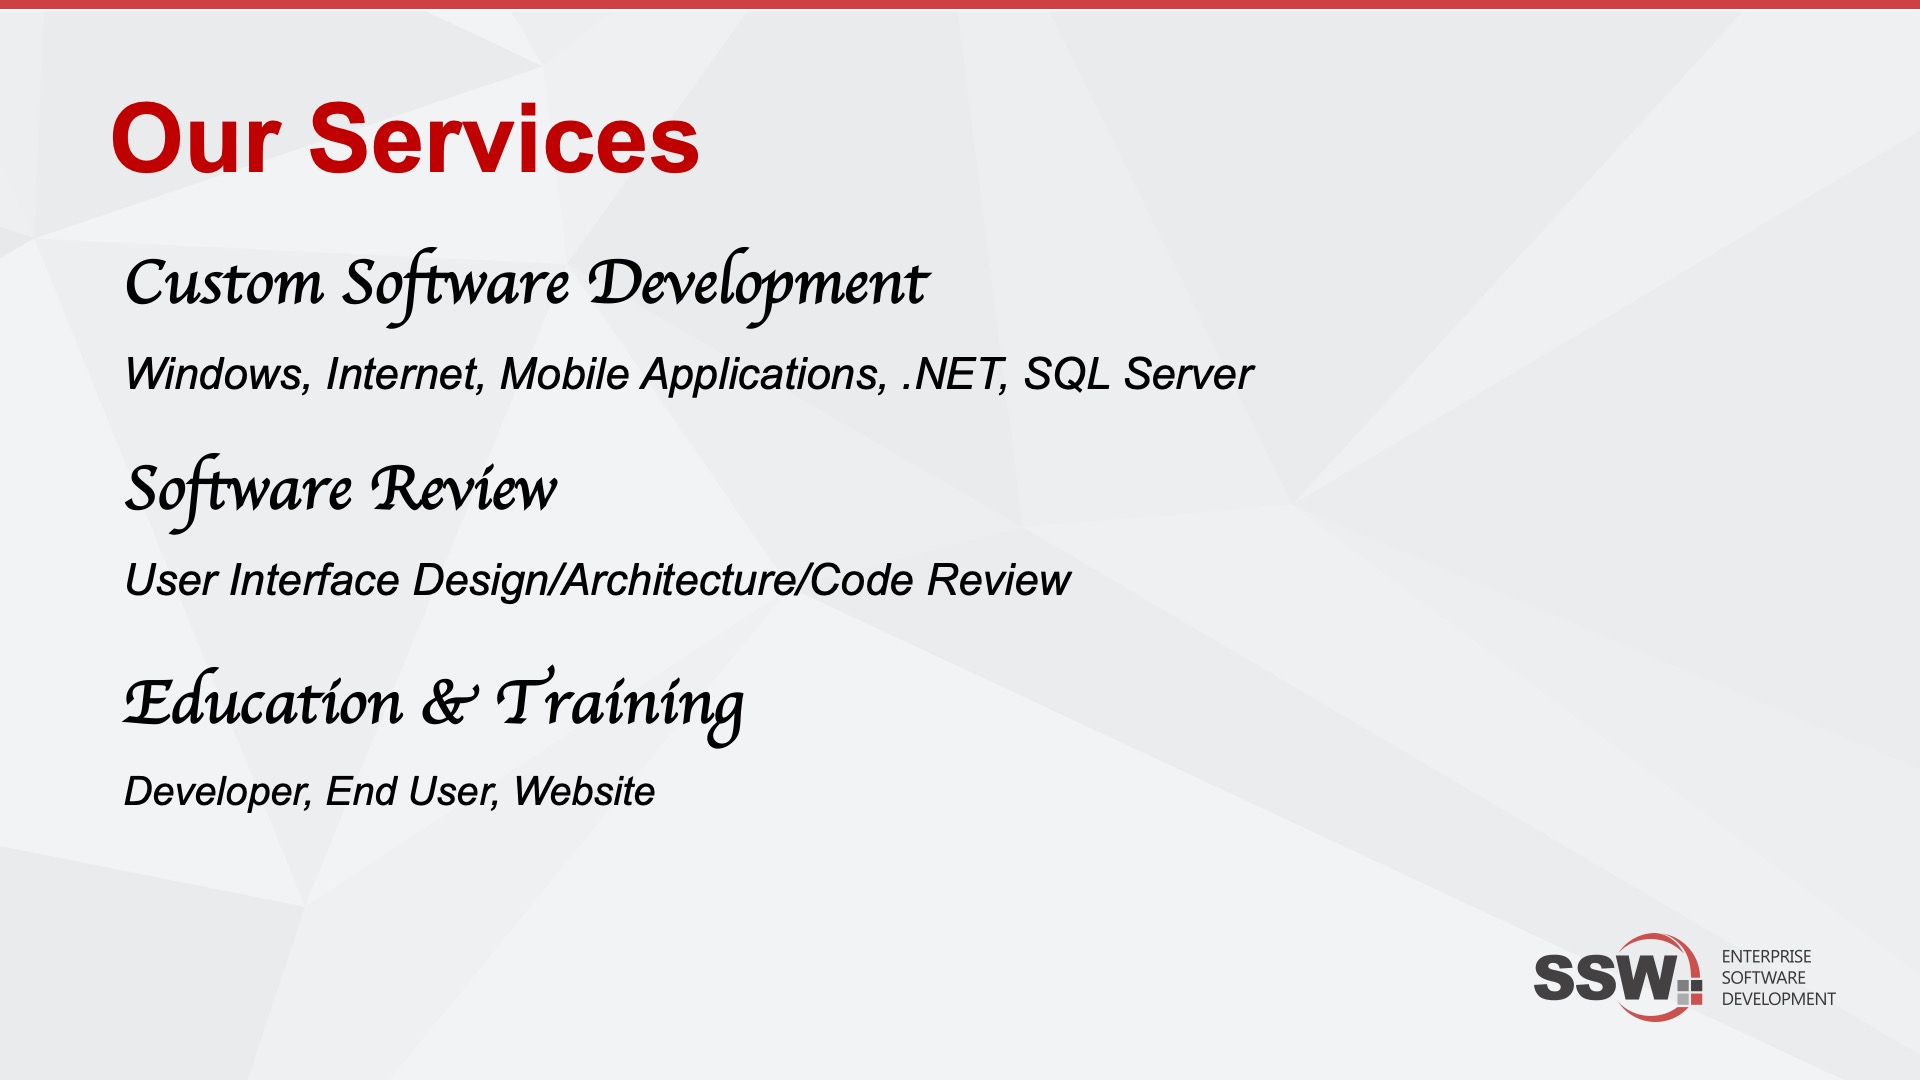 Our Services
Custom Software Development
Windows, Internet, Mobile Applications, .NET, SQL Server
Software Review
User Interface Design/Architecture/Code Review
Education & Training
Developer, End User, Website
SSW
ENTERPRISE
SOFTWARE
DEVELOPMENT